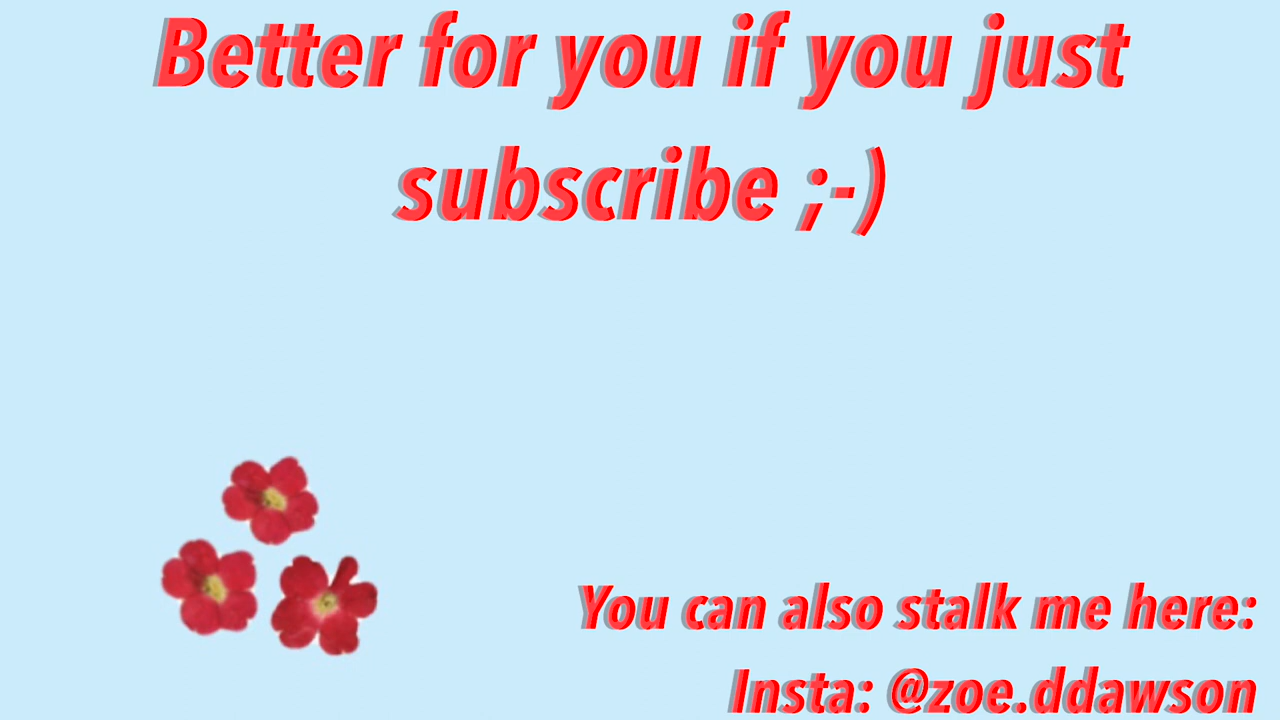 Better for you if you just
subscribe ;-)
You can also stalk me here:
Insta: @zoe.ddawson